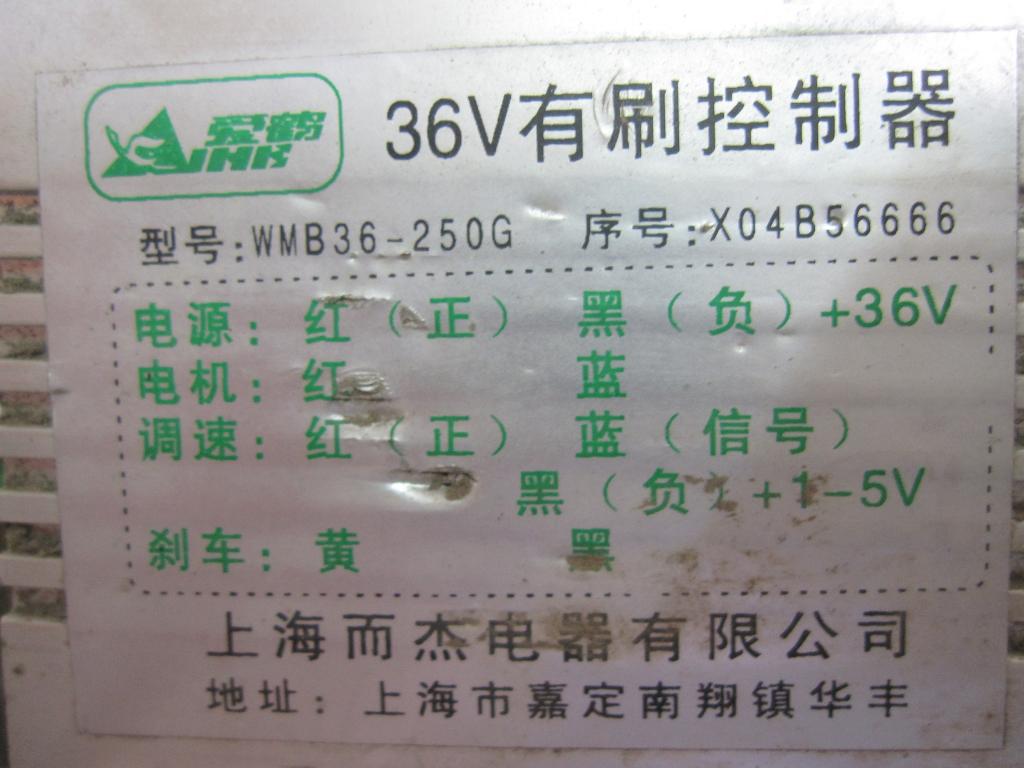 爱鹤
36V有刷控制器
型号:WMB36-250G 序号:X04B56666
电源: 红(正) 黑(负)+36V
电机: 红 蓝
调速: 红(正) 蓝(信号)
黑(负)+1-5V
刹车: 黄 黑
上海而杰电器有限公司
地址: 上海市嘉定南翔镇华丰